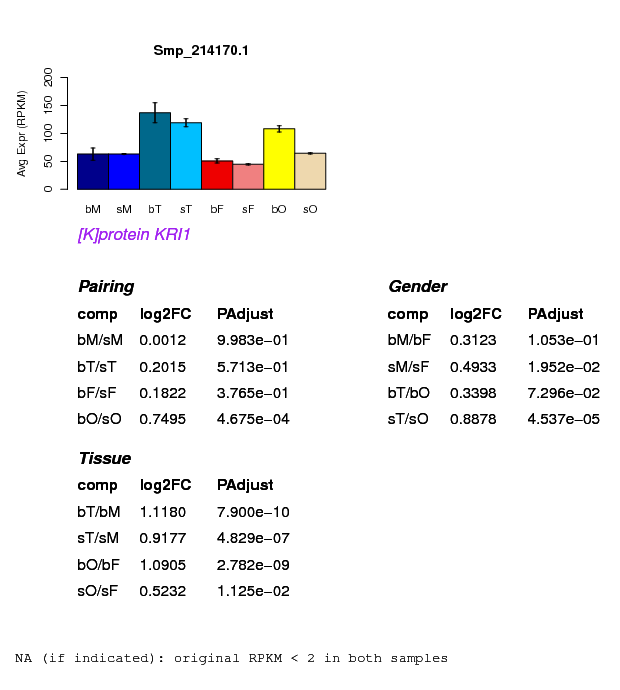 Smp_214170.1
Avg Expr (RPKM)
200
150
100
50
0
bM sM bT sT bF sF bO sO
[K]protein KRI1
Pairing
comp log2FC PAdjust
bM/sM 0.0012 9.983e−01
bT/sT 0.2015 5.713e−01
bF/sF 0.1822 3.765e−01
bO/sO 0.7495 4.675e−04
Gender
comp log2FC PAdjust
bM/bF 0.3123 1.053e−01
sM/sF 0.4933 1.952e−02
bT/bO 0.3398 7.296e−02
sT/sO 0.8878 4.537e−05
Tissue
comp log2FC PAdjust
bT/bM 1.1180 7.900e−10
sT/sM 0.9177 4.829e−07
bO/bF 1.0905 2.782e−09
sO/sF 0.5232 1.125e−02
NA (if indicated): original RPKM < 2 in both samples